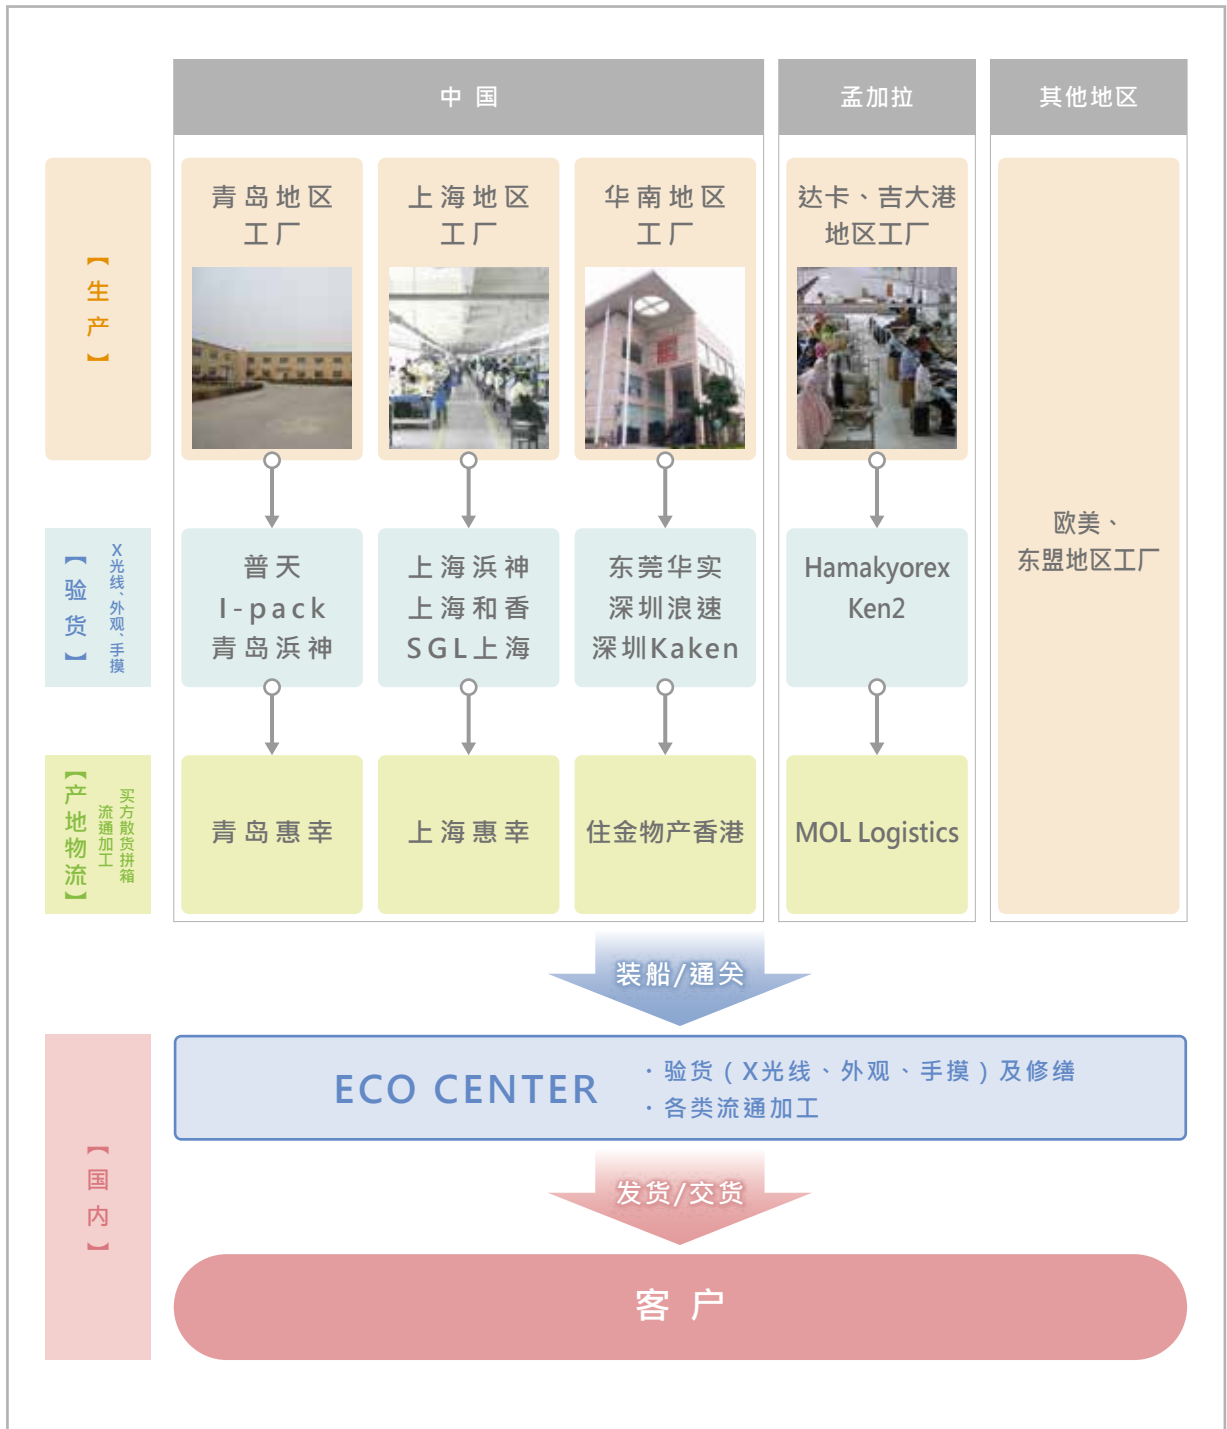 中国
孟加拉
其他地区
【生产】
青岛地区
工厂
上海地区
工厂
华南地区
工厂
达卡、吉大港
地区工厂
欧美、
东盟地区工厂
【验货】
X光线、外观、手摸
普天
I-pack
青岛浜神
上海浜神
上海和香
SGL上海
东莞华实
深圳浪速
深圳Kaken
Hamakyorex
Ken2
【产地物流】
买方散货拼箱
流通加工
青岛惠幸
上海惠幸
住金物产香港
MOL Logistics
装船/通关
【国内】
ECO CENTER
・验货（X光线、外观、手摸）及修缮
・各类流通加工
发货/交货
客户